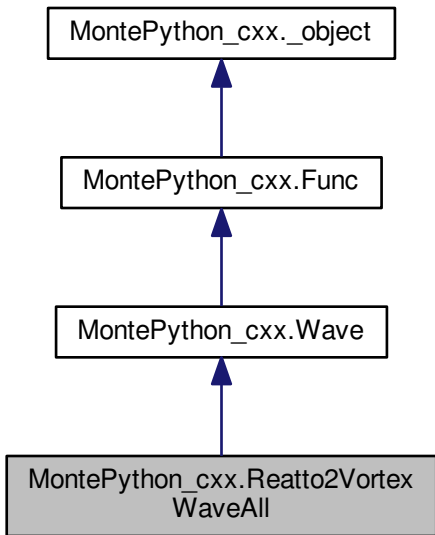 MontePython_cxx._object
MontePython_cxx.Func
MontePython_cxx.Wave
MontePython_cxx.Reatto2Vortex
WaveAll